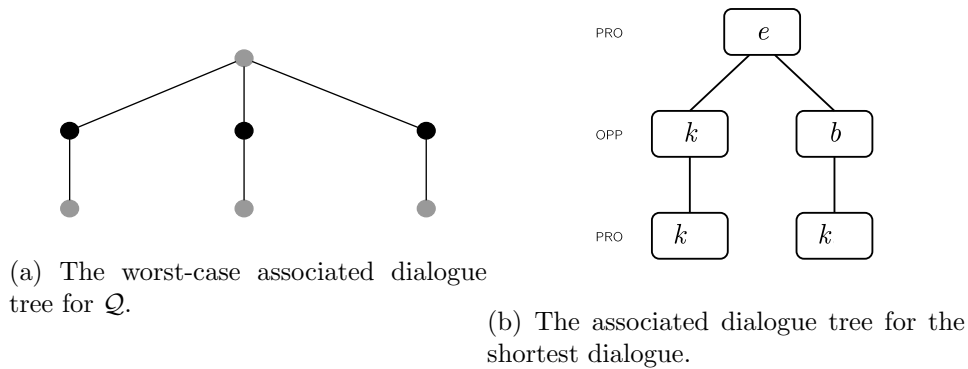 PRO
e
OPP
k
b
PRO
k
k
(a) The worst-case associated dialogue
tree for 𝒬.
(b) The associated dialogue tree for the
shortest dialogue.